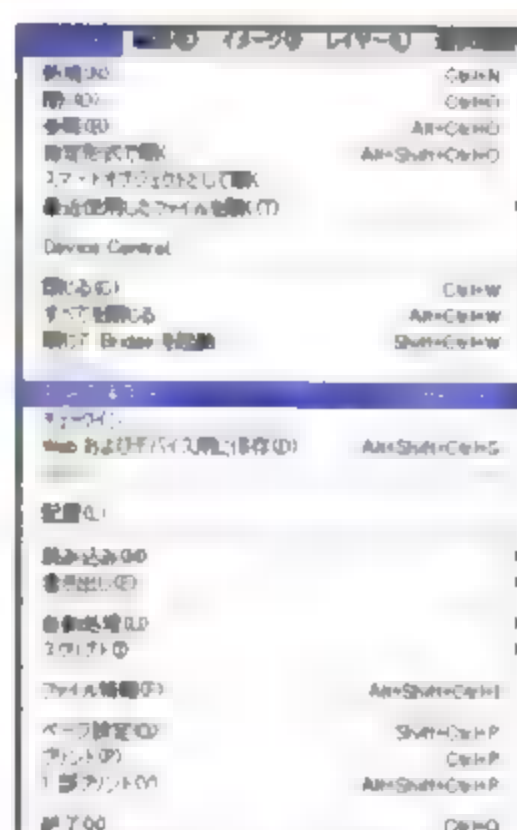 イメージ(I) レイヤー(L)
新規(N) Ctrl+N
開く(O) Ctrl+O
参照(B) Alt+Ctrl+O
指定形式で開く Alt+Shift+Ctrl+O
スマートオブジェクトとして開く
最近使用したファイルを開く(T)
Device Central
閉じる(C) Ctrl+W
すべてを閉じる Alt+Ctrl+W
閉じて Bridge を起動 Shift+Ctrl+W
チェックイン
Web およびデバイス用に保存(D) Alt+Shift+Ctrl+S
配置(L)
読み込み(M)
書き出し(E)
自動処理(U)
スクリプト(R)
ファイル情報(F) Alt+Shift+Ctrl+I
ページ設定(G) Shift+Ctrl+P
プリント(P) Ctrl+P
1 部プリント(Y) Alt+Shift+Ctrl+P
終了(X) Ctrl+Q